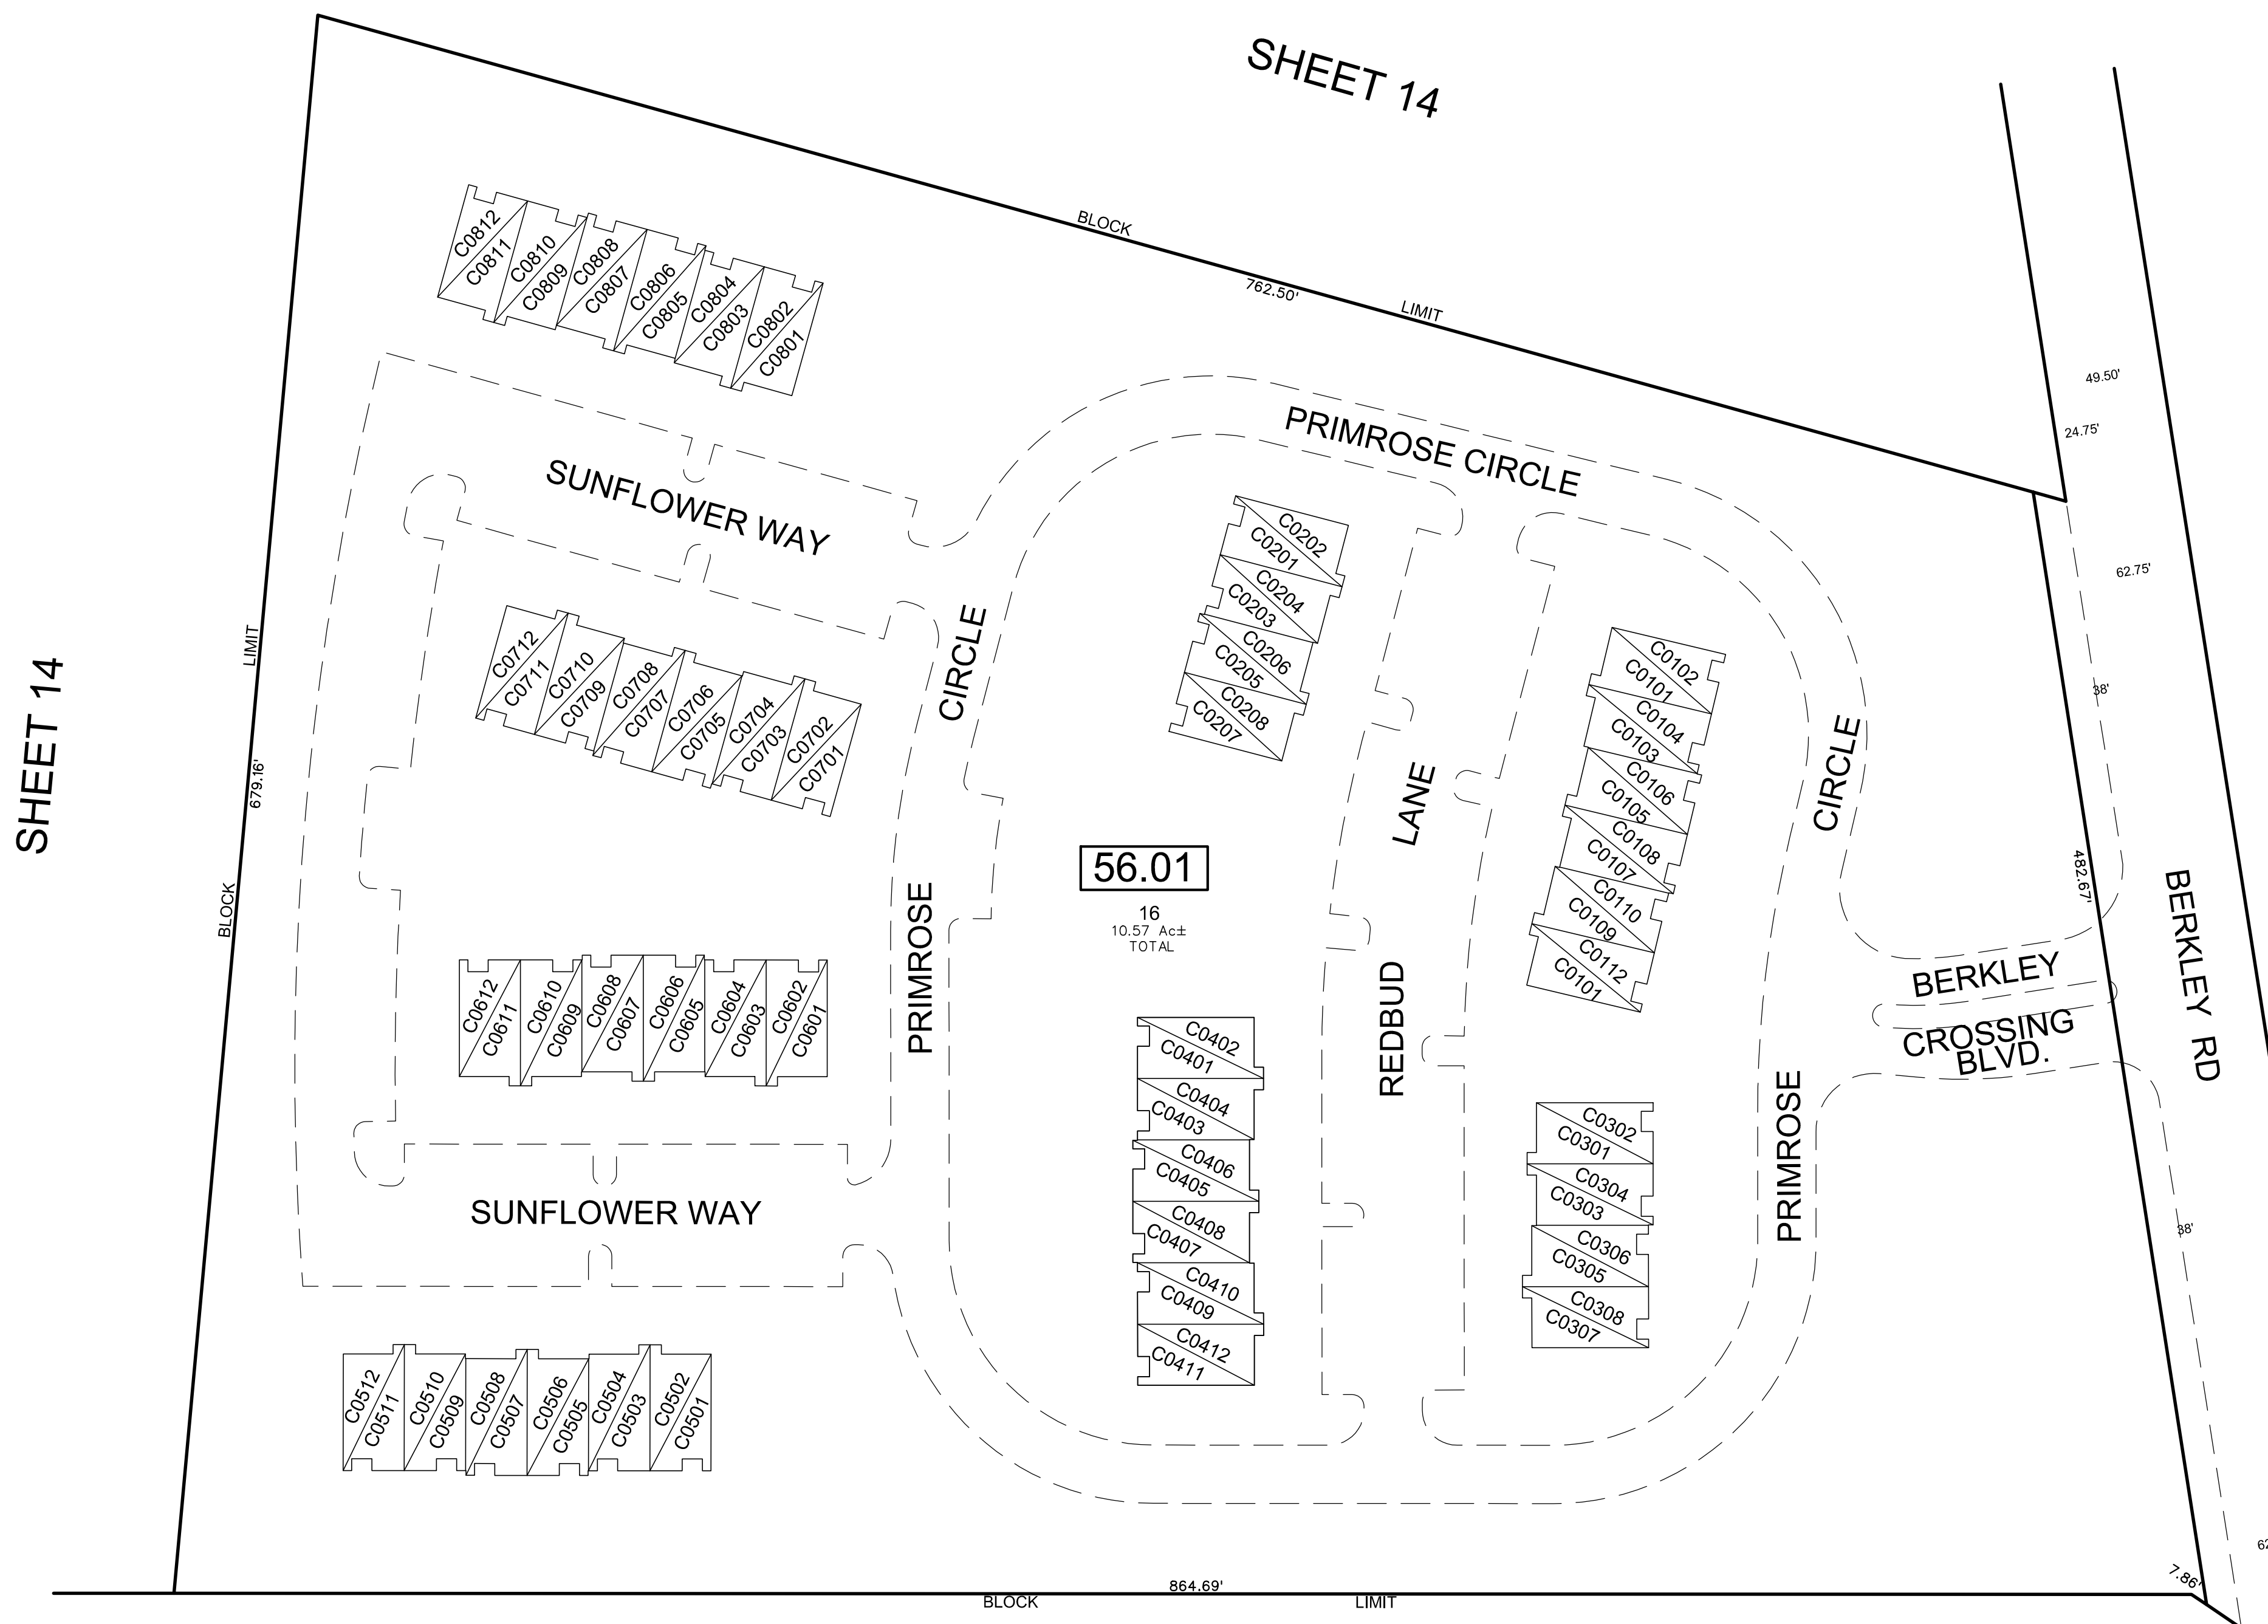 SHEET 14
BLOCK
762.50'
LIMIT
49.50'
24.75'
62.75'
38'
482.67'
BERKLEY RD
38'
7.86'
SHEET 14
LIMIT
679.16'
BLOCK
C0812
C0811
C0810
C0809
C0808
C0807
C0806
C0805
C0804
C0803
C0802
C0801
SUNFLOWER WAY
PRIMROSE CIRCLE
C0712
C0711
C0710
C0709
C0708
C0707
C0706
C0705
C0704
C0703
C0702
C0701
CIRCLE
PRIMROSE
C0202
C0201
C0204
C0203
C0206
C0205
C0208
C0207
LANE
REDBUD
C0102
C0101
C0104
C0103
C0106
C0105
C0108
C0107
C0110
C0109
C0112
C0101
CIRCLE
PRIMROSE
BERKLEY
CROSSING
BLVD.
56.01
16
10.57 Ac±
TOTAL
C0612
C0611
C0610
C0609
C0608
C0607
C0606
C0605
C0604
C0603
C0602
C0601
SUNFLOWER WAY
C0402
C0401
C0404
C0403
C0406
C0405
C0408
C0407
C0410
C0409
C0412
C0411
C0302
C0301
C0304
C0303
C0306
C0305
C0308
C0307
C0512
C0511
C0510
C0509
C0508
C0507
C0506
C0505
C0504
C0503
C0502
C0501
864.69'
BLOCK
LIMIT